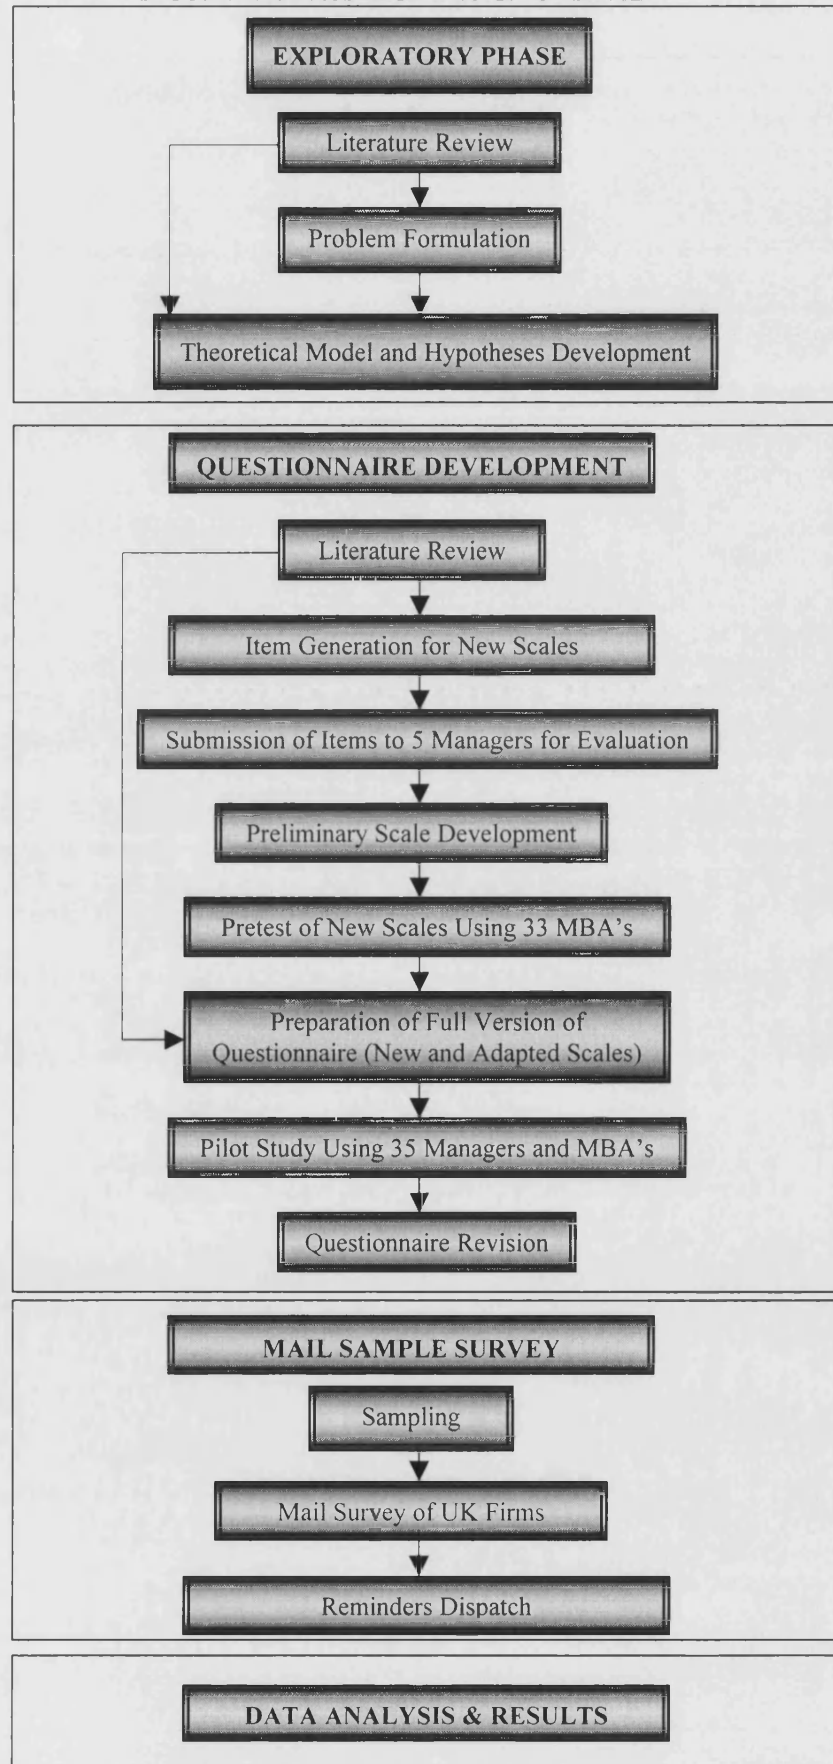 EXPLORATORY PHASE
Literature Review
Problem Formulation
Theoretical Model and Hypotheses Development
QUESTIONNAIRE DEVELOPMENT
Literature Review
Item Generation for New Scales
Submission of Items to 5 Managers for Evaluation
Preliminary Scale Development
Pretest of New Scales Using 33 MBA's
Preparation of Full Version of
Questionnaire (New and Adapted Scales)
Pilot Study Using 35 Managers and MBA's
Questionnaire Revision
MAIL SAMPLE SURVEY
Sampling
Mail Survey of UK Firms
Reminders Dispatch
DATA ANALYSIS & RESULTS